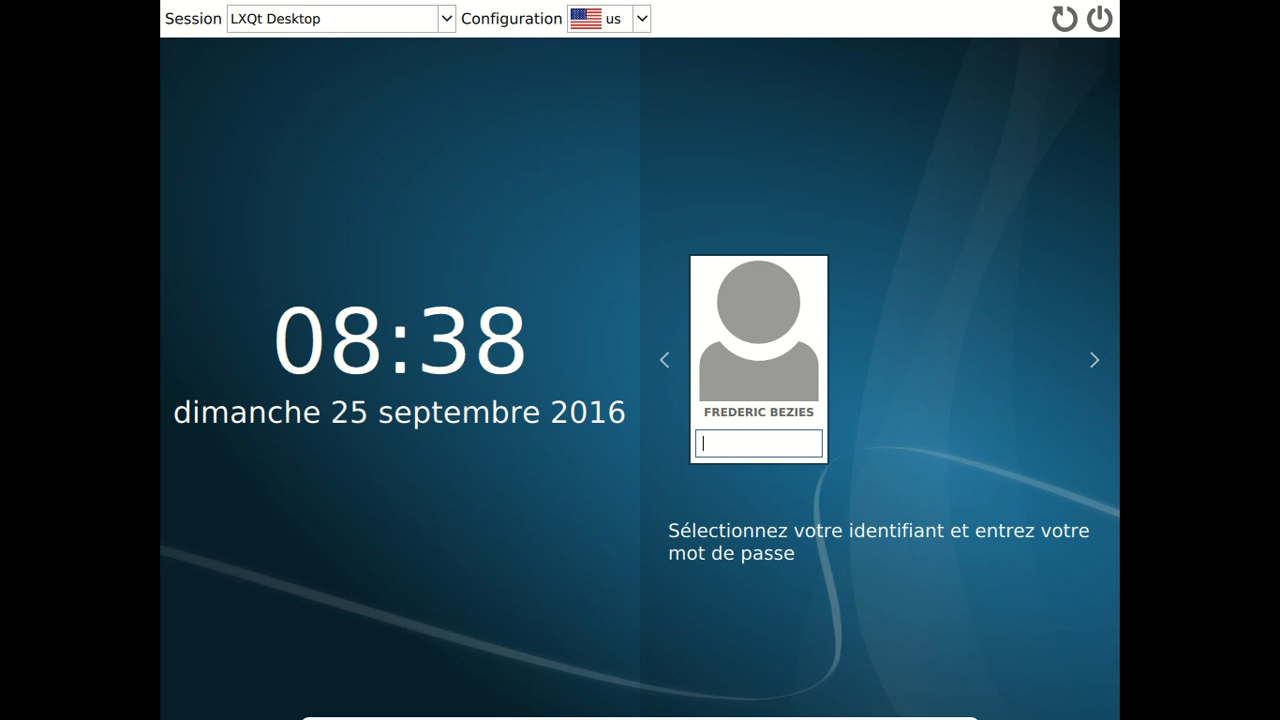 Session LXQt Desktop Configuration us
08:38
dimanche 25 septembre 2016
FREDERIC BEZIES
Sélectionnez votre identifiant et entrez votre
mot de passe